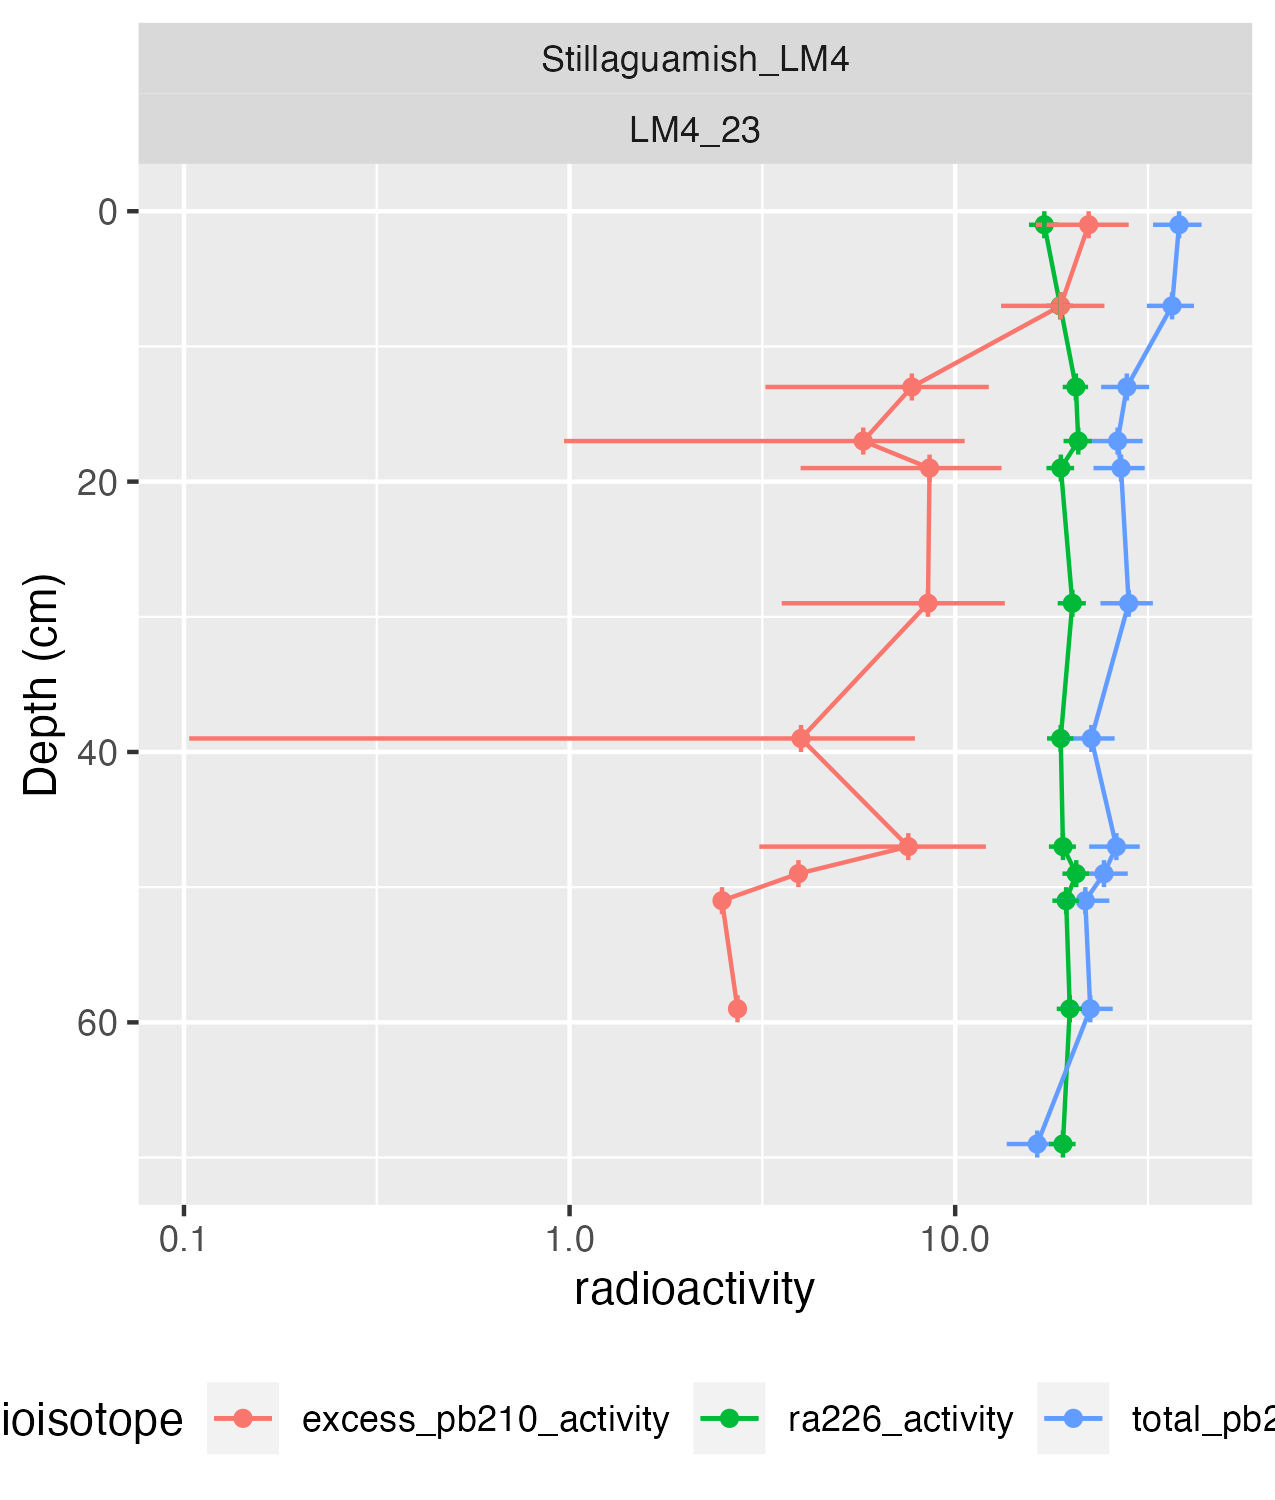 Stillaguamish_LM4
LM4_23
0
20
40
60
Depth (cm)
0.1 1.0 10.0
radioactivity
ioisotope excess_pb210_activity ra226_activity total_pb2